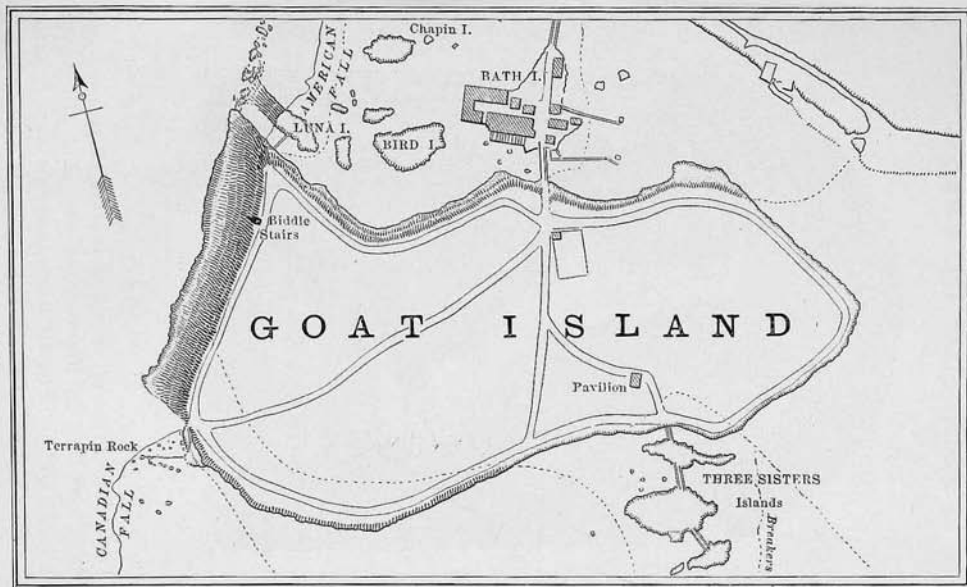 Chapin I.
AMERICAN
FALL
BATH I.
LUNA I.
BIRD I.
Biddle
Stairs
GOAT ISLAND
Pavilion
Terrapin Rock
CANADIAN
FALL
THREE SISTERS
Islands
Breakers